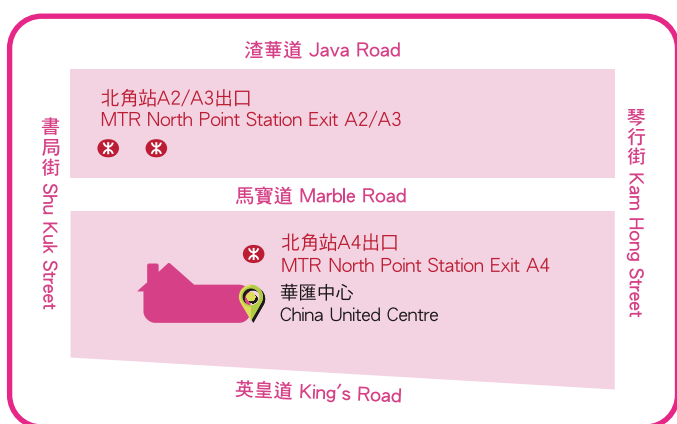 渣華道 Java Road
北角站A2/A3出口
MTR North Point Station Exit A2/A3
書局街 Shu Kuk Street
琴行街 Kam Hong Street
馬寶道 Marble Road
北角站A4出口
MTR North Point Station Exit A4
華匯中心
China United Centre
英皇道 King's Road